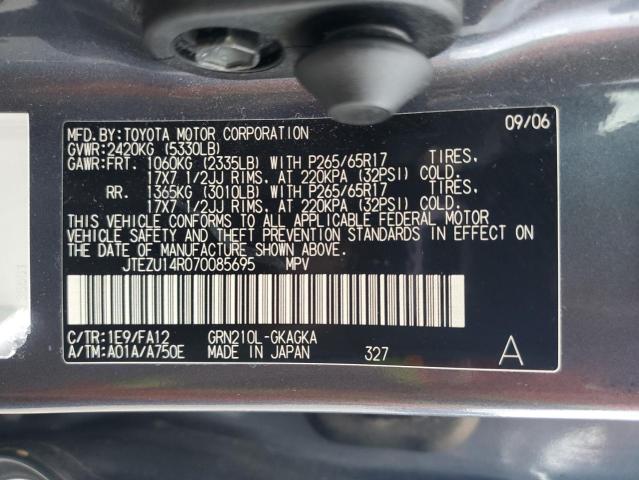 MFD. BY: TOYOTA MOTOR CORPORATION 09/06
GVWR: 2420KG (5330LB)
GAWR: FRT. 1060KG (2335LB) WITH P265/65R17 TIRES,
17X7 1/2JJ RIMS, AT 220KPA (32PSI) COLD.
RR. 1365KG (3010LB) WITH P265/65R17 TIRES,
17X7 1/2JJ RIMS, AT 220KPA (32PSI) COLD.
THIS VEHICLE CONFORMS TO ALL APPLICABLE FEDERAL MOTOR
VEHICLE SAFETY AND THEFT PREVENTION STANDARDS IN EFFECT ON
THE DATE OF MANUFACTURE SHOWN ABOVE.
JTEZU14R070085695 MPV
C/TR: 1E9/FA12 GRN210L-GKAGKA
A/TM: A01A/A750E MADE IN JAPAN 327 A